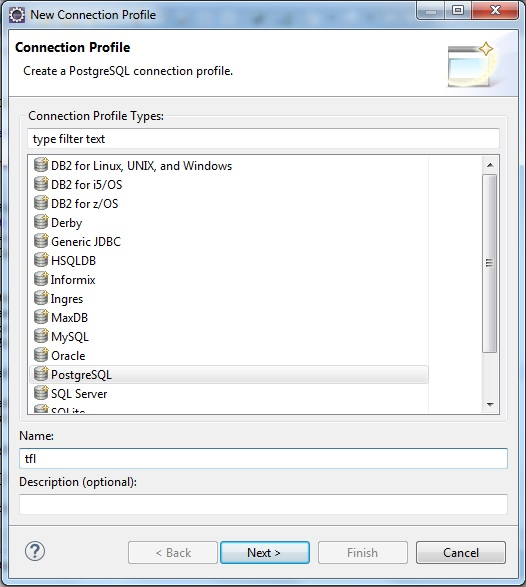 New Connection Profile
Connection Profile
Create a PostgreSQL connection profile.
Connection Profile Types:
type filter text
DB2 for Linux, UNIX, and Windows
DB2 for i5/OS
DB2 for z/OS
Derby
Generic JDBC
HSQLDB
Informix
Ingres
MaxDB
MySQL
Oracle
PostgreSQL
SQL Server
SQLite
Name:
tfl
Description (optional):
? < Back Next > Finish Cancel